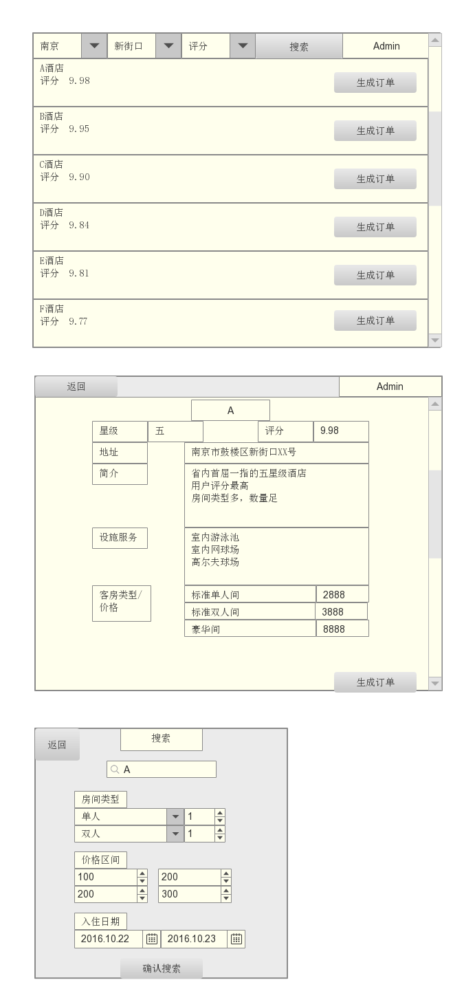 南京 新街口 评分 搜索 Admin
A酒店
评分 9.98
生成订单
B酒店
评分 9.95
生成订单
C酒店
评分 9.90
生成订单
D酒店
评分 9.84
生成订单
E酒店
评分 9.81
生成订单
F酒店
评分 9.77
生成订单
返回 Admin
A
星级 五 评分 9.98
地址 南京市鼓楼区新街口XX号
简介 省内首屈一指的五星级酒店
用户评分最高
房间类型多，数量足
设施服务 室内游泳池
室内网球场
高尔夫球场
客房类型/
价格
标准单人间 2888
标准双人间 3888
豪华间 8888
生成订单
返回 搜索
A
房间类型
单人 1
双人 1
价格区间
100 200
200 300
入住日期
2016.10.22 2016.10.23
确认搜索